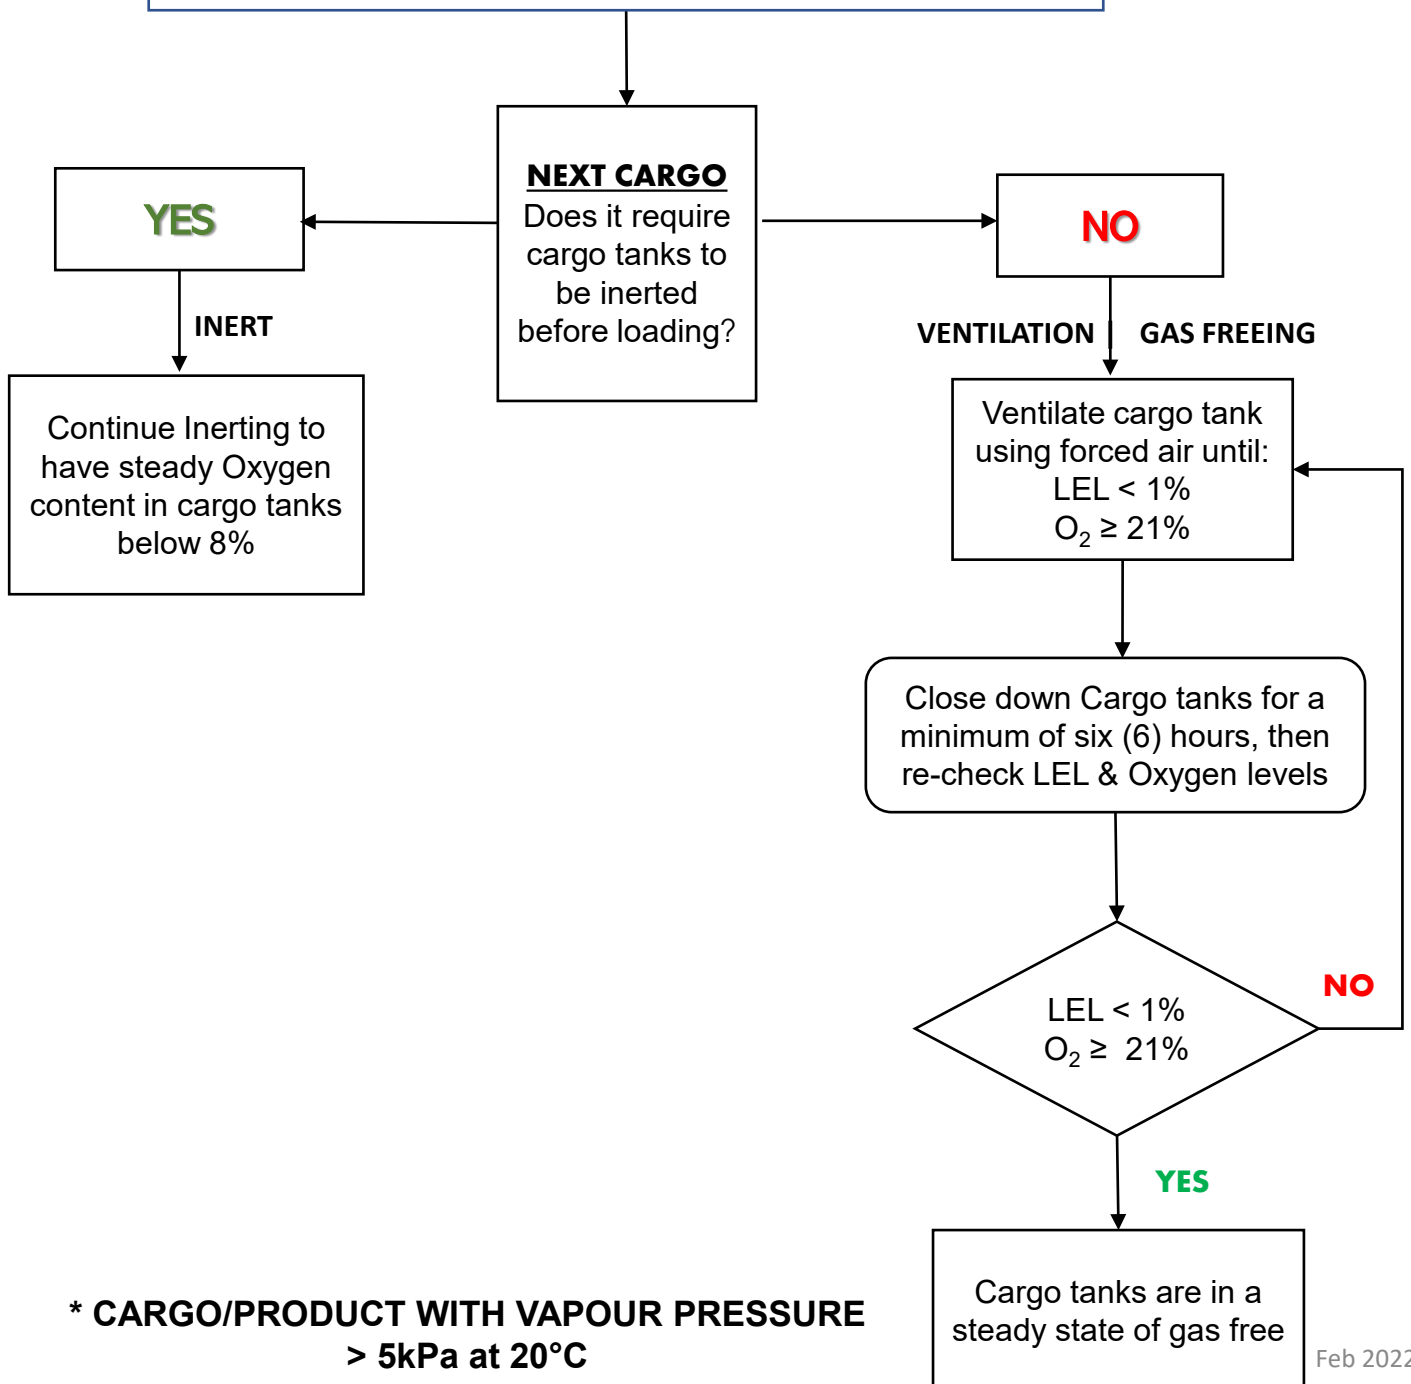 NEXT CARGO
Does it require
cargo tanks to
be inerted
before loading?
YES
NO
INERT
VENTILATION
GAS FREEING
Continue Inerting to
have steady Oxygen
content in cargo tanks
below 8%
Ventilate cargo tank
using forced air until:
LEL < 1%
O₂ ≥ 21%
Close down Cargo tanks for a
minimum of six (6) hours, then
re-check LEL & Oxygen levels
LEL < 1%
O₂ ≥ 21%
NO
YES
Cargo tanks are in a
steady state of gas free
* CARGO/PRODUCT WITH VAPOUR PRESSURE
> 5kPa at 20°C
Feb 2022